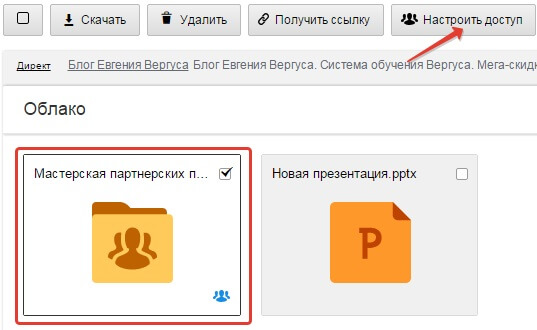 Скачать Удалить Получить ссылку Настроить доступ
Директ Блог Евгения Вергуса Блог Евгения Вергуса. Система обучения Вергуса. Мега-скидк
Облако
Мастерская партнерских п... Новая презентация.pptx
P